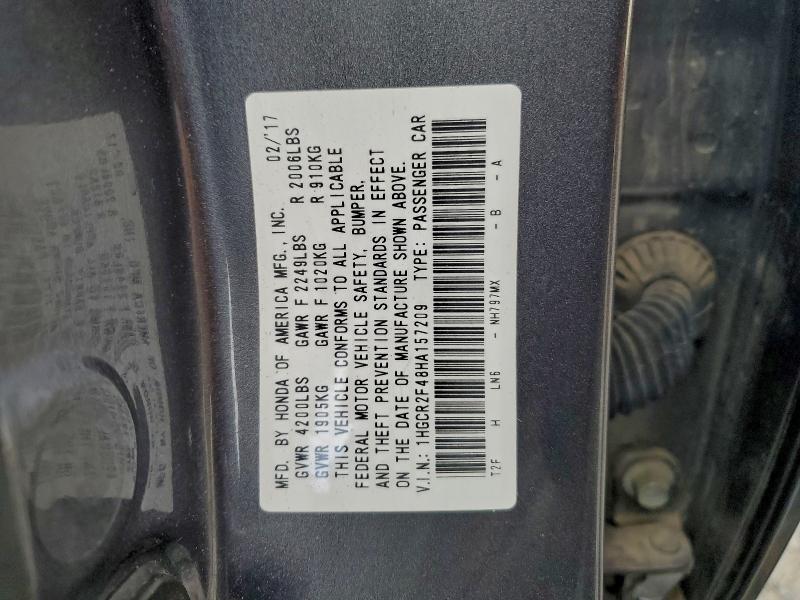 MFD. BY HONDA OF AMERICA MFG., INC. 02/'17
GVWR 4200LBS GAWR F 2249LBS R 2006LBS
GVWR 1905KG GAWR F 1020KG R 910KG
THIS VEHICLE CONFORMS TO ALL APPLICABLE
FEDERAL MOTOR VEHICLE SAFETY, BUMPER,
AND THEFT PREVENTION STANDARDS IN EFFECT
ON THE DATE OF MANUFACTURE SHOWN ABOVE.
V.I.N.: 1HGCR2F48HA157209 TYPE: PASSENGER CAR
T2F H LN6 - NH797MX - B - A